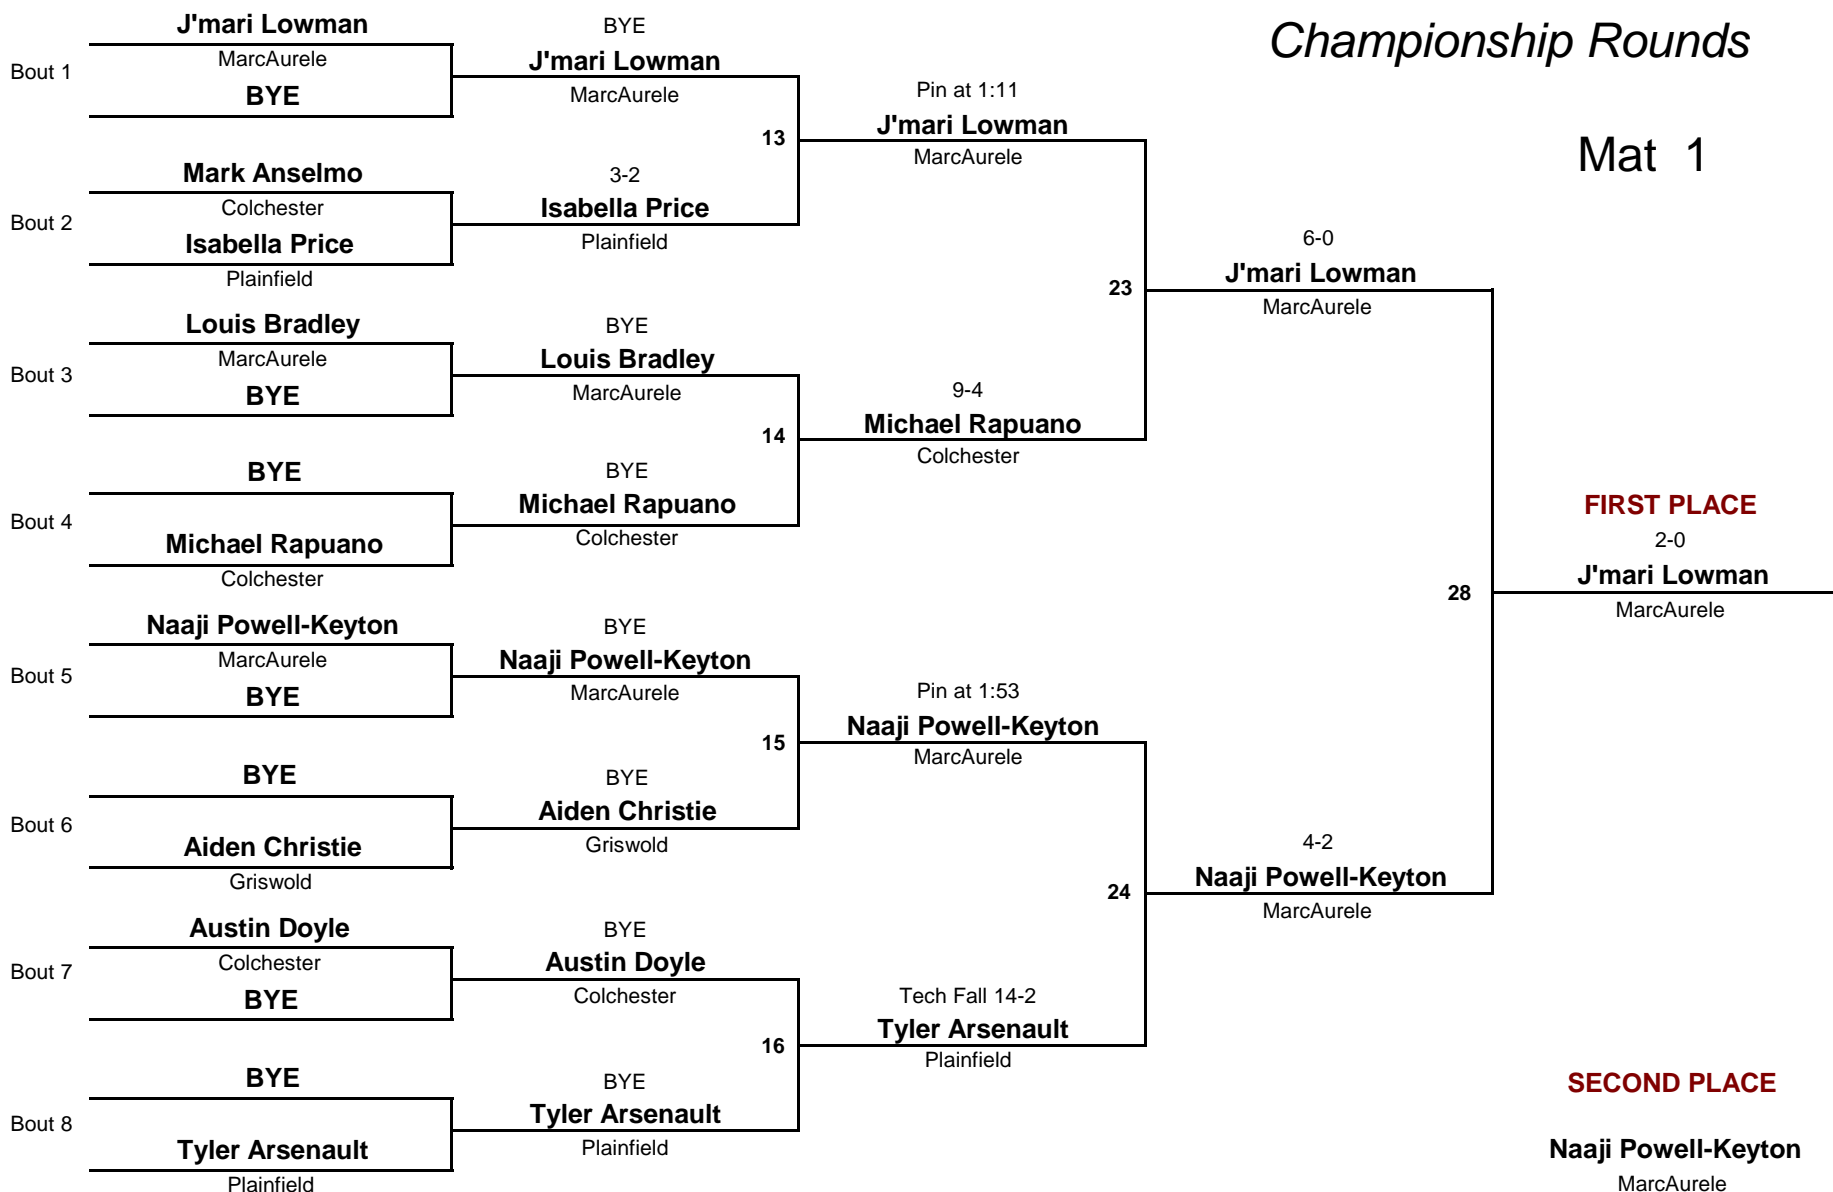 Championship Rounds
Mat 1
J'mari Lowman
MarcAurele
Bout 1
BYE
Mark Anselmo
Colchester
Bout 2
Isabella Price
Plainfield
Louis Bradley
MarcAurele
Bout 3
BYE
BYE
Bout 4
Michael Rapuano
Colchester
Naaji Powell-Keyton
MarcAurele
Bout 5
BYE
BYE
Bout 6
Aiden Christie
Griswold
Austin Doyle
Colchester
Bout 7
BYE
BYE
Bout 8
Tyler Arsenault
Plainfield
BYE
J'mari Lowman
MarcAurele
13
3-2
Isabella Price
Plainfield
BYE
Louis Bradley
MarcAurele
14
BYE
Michael Rapuano
Colchester
BYE
Naaji Powell-Keyton
MarcAurele
15
BYE
Aiden Christie
Griswold
BYE
Austin Doyle
Colchester
16
BYE
Tyler Arsenault
Plainfield
Pin at 1:11
J'mari Lowman
MarcAurele
23
9-4
Michael Rapuano
Colchester
Pin at 1:53
Naaji Powell-Keyton
MarcAurele
24
Tech Fall 14-2
Tyler Arsenault
Plainfield
6-0
J'mari Lowman
MarcAurele
28
4-2
Naaji Powell-Keyton
MarcAurele
FIRST PLACE
2-0
J'mari Lowman
MarcAurele
SECOND PLACE
Naaji Powell-Keyton
MarcAurele